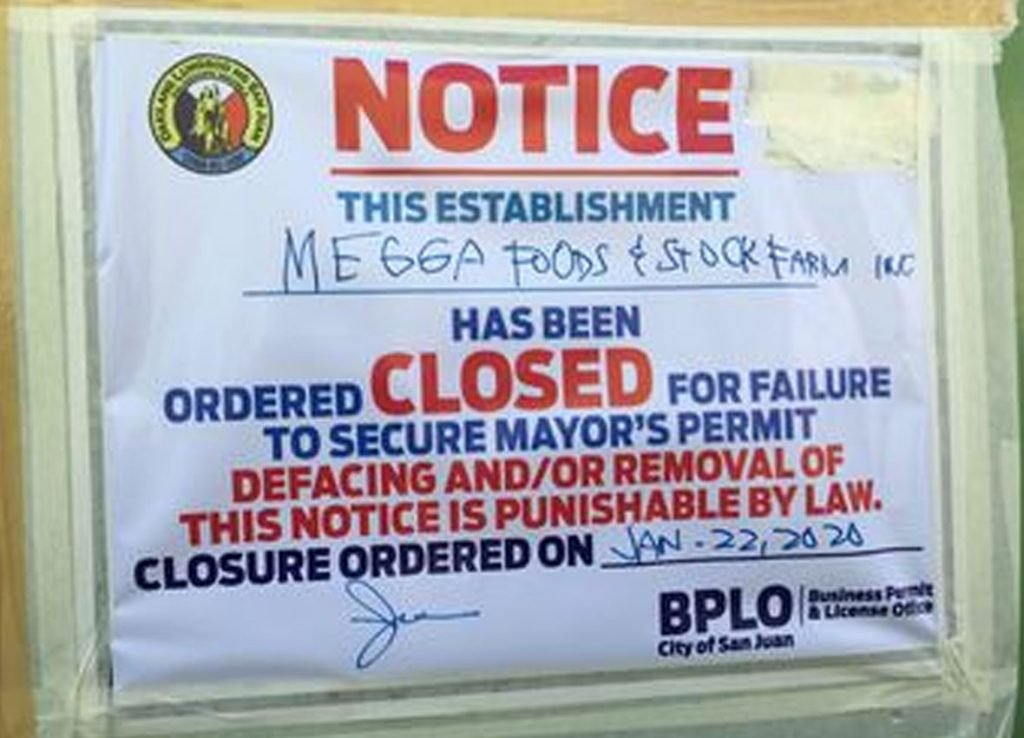 NOTICE
THIS ESTABLISHMENT
MEGGA FOODS & STOCK FARM INC
HAS BEEN
ORDERED CLOSED FOR FAILURE
TO SECURE MAYOR'S PERMIT
DEFACING AND/OR REMOVAL OF
THIS NOTICE IS PUNISHABLE BY LAW.
CLOSURE ORDERED ON JAN-22, 2020
BPLO
Business Permit
& License Office
City of San Juan